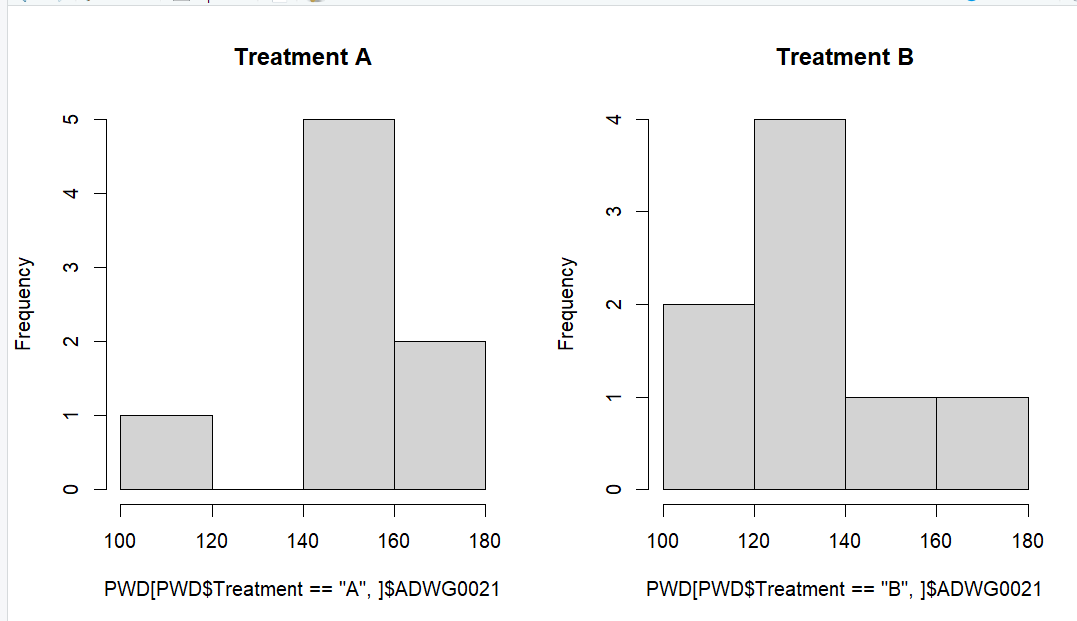 Treatment A
Frequency
5
4
3
2
1
0
100 120 140 160 180
PWD[PWD$Treatment == "A", ]$ADWG0021
Treatment B
Frequency
4
3
2
1
0
100 120 140 160 180
PWD[PWD$Treatment == "B", ]$ADWG0021